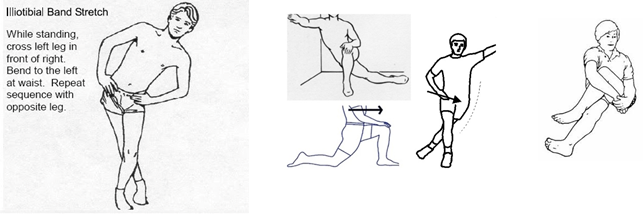 Illiotibial Band Stretch
While standing,
cross left leg in
front of right.
Bend to the left
at waist. Repeat
sequence with
opposite leg.